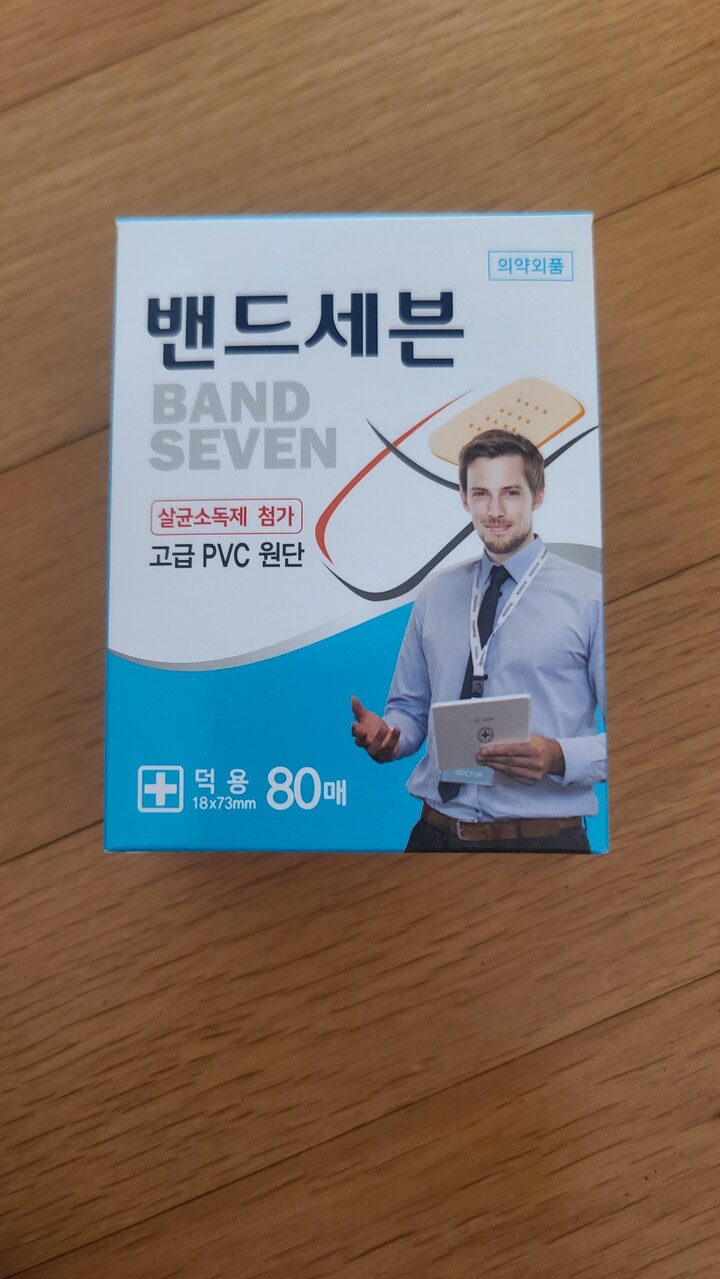 의약외품
밴드세븐
BAND
SEVEN
살균소독제 첨가
고급 PVC 원단
덕용
18x73mm
80매
DOCTOR